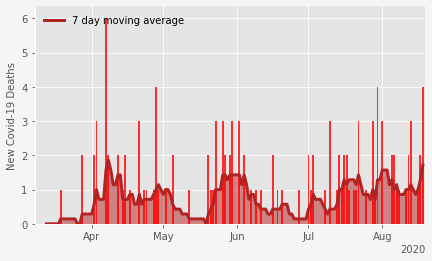 7 day moving average
New Covid-19 Deaths
6
5
4
3
2
1
0
Apr
May
Jun
Jul
Aug
2020